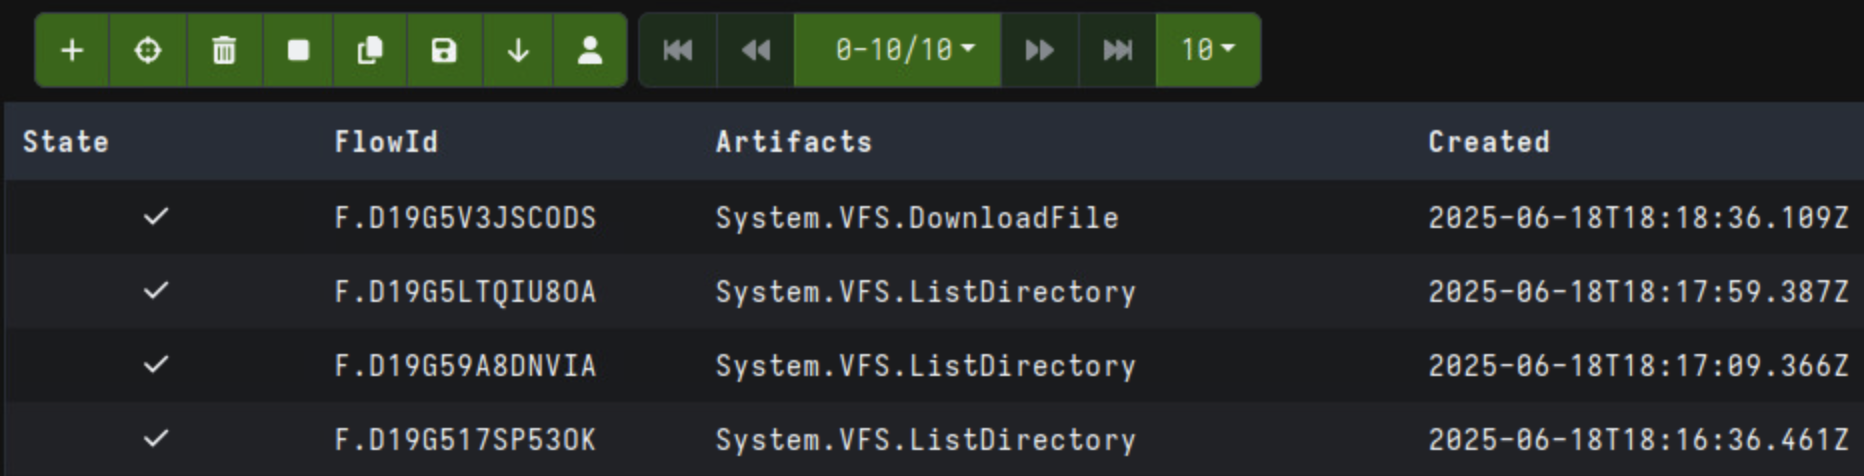 0-10/10 10
State FlowId Artifacts Created
F.D19G5V3JSCODS System.VFS.DownloadFile 2025-06-18T18:18:36.109Z
F.D19G5LTQIU8OA System.VFS.ListDirectory 2025-06-18T18:17:59.387Z
F.D19G59A8DNVIA System.VFS.ListDirectory 2025-06-18T18:17:09.366Z
F.D19G517SP53OK System.VFS.ListDirectory 2025-06-18T18:16:36.461Z